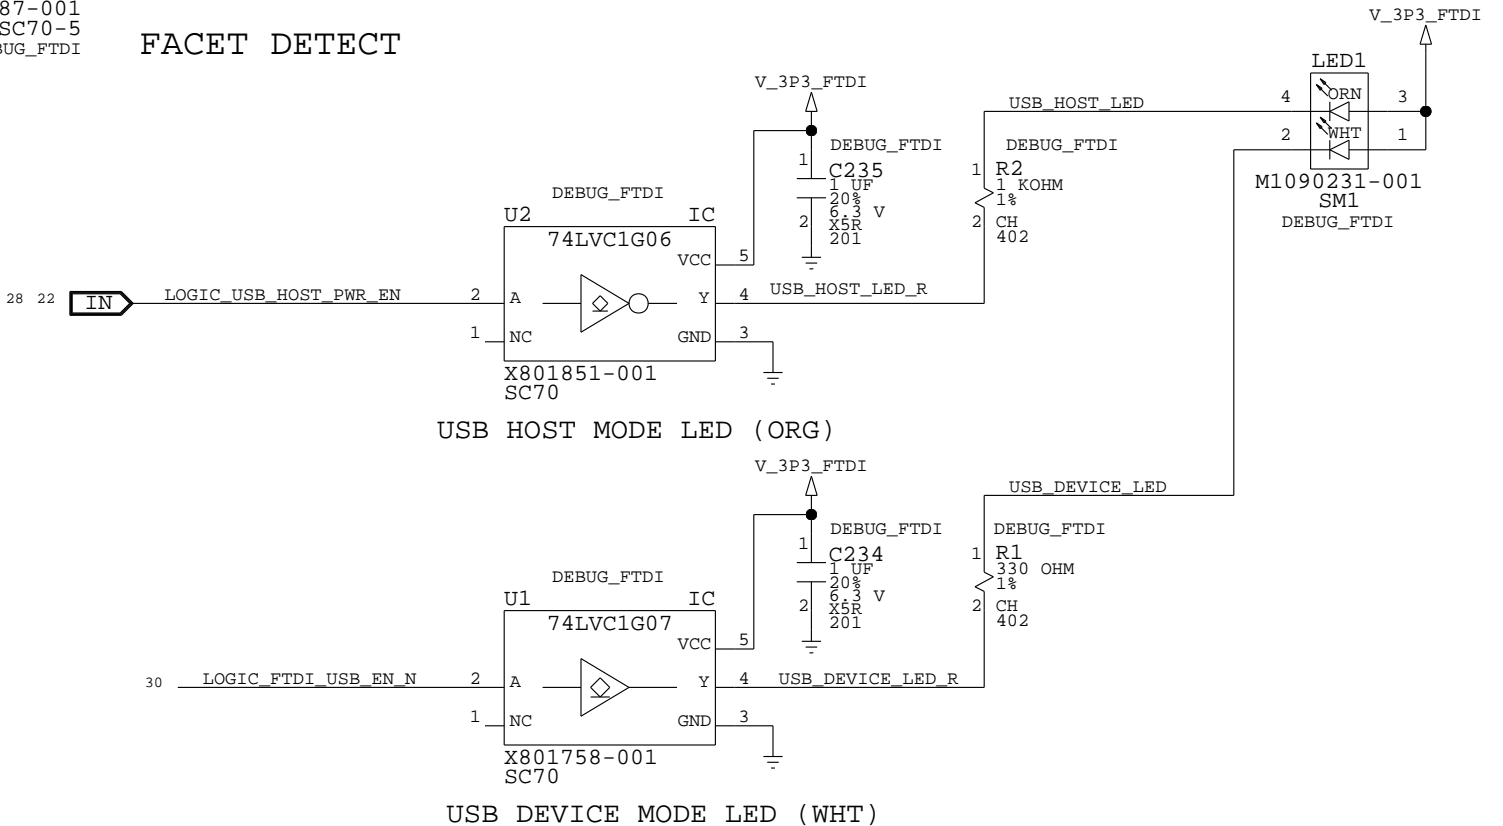 87-001
SC70-5
BUG_FTDI
FACET DETECT
V_3P3_FTDI
LED1
4 ORN 3
2 WHT 1
M1090231-001
SM1
DEBUG_FTDI
V_3P3_FTDI
USB_HOST_LED
DEBUG_FTDI
1 C235
1 UF
20%
6.3 V
2 X5R
201
DEBUG_FTDI
1 R2
1 KOHM
1%
2 CH
402
DEBUG_FTDI
U2 IC
74LVC1G06
VCC 5
28 22 IN LOGIC_USB_HOST_PWR_EN 2 A Y 4 USB_HOST_LED_R
1 NC GND 3
X801851-001
SC70
USB HOST MODE LED (ORG)
V_3P3_FTDI
USB_DEVICE_LED
DEBUG_FTDI
1 C234
1 UF
20%
6.3 V
2 X5R
201
DEBUG_FTDI
1 R1
330 OHM
1%
2 CH
402
DEBUG_FTDI
U1 IC
74LVC1G07
VCC 5
30 LOGIC_FTDI_USB_EN_N 2 A Y 4 USB_DEVICE_LED_R
1 NC GND 3
X801758-001
SC70
USB DEVICE MODE LED (WHT)